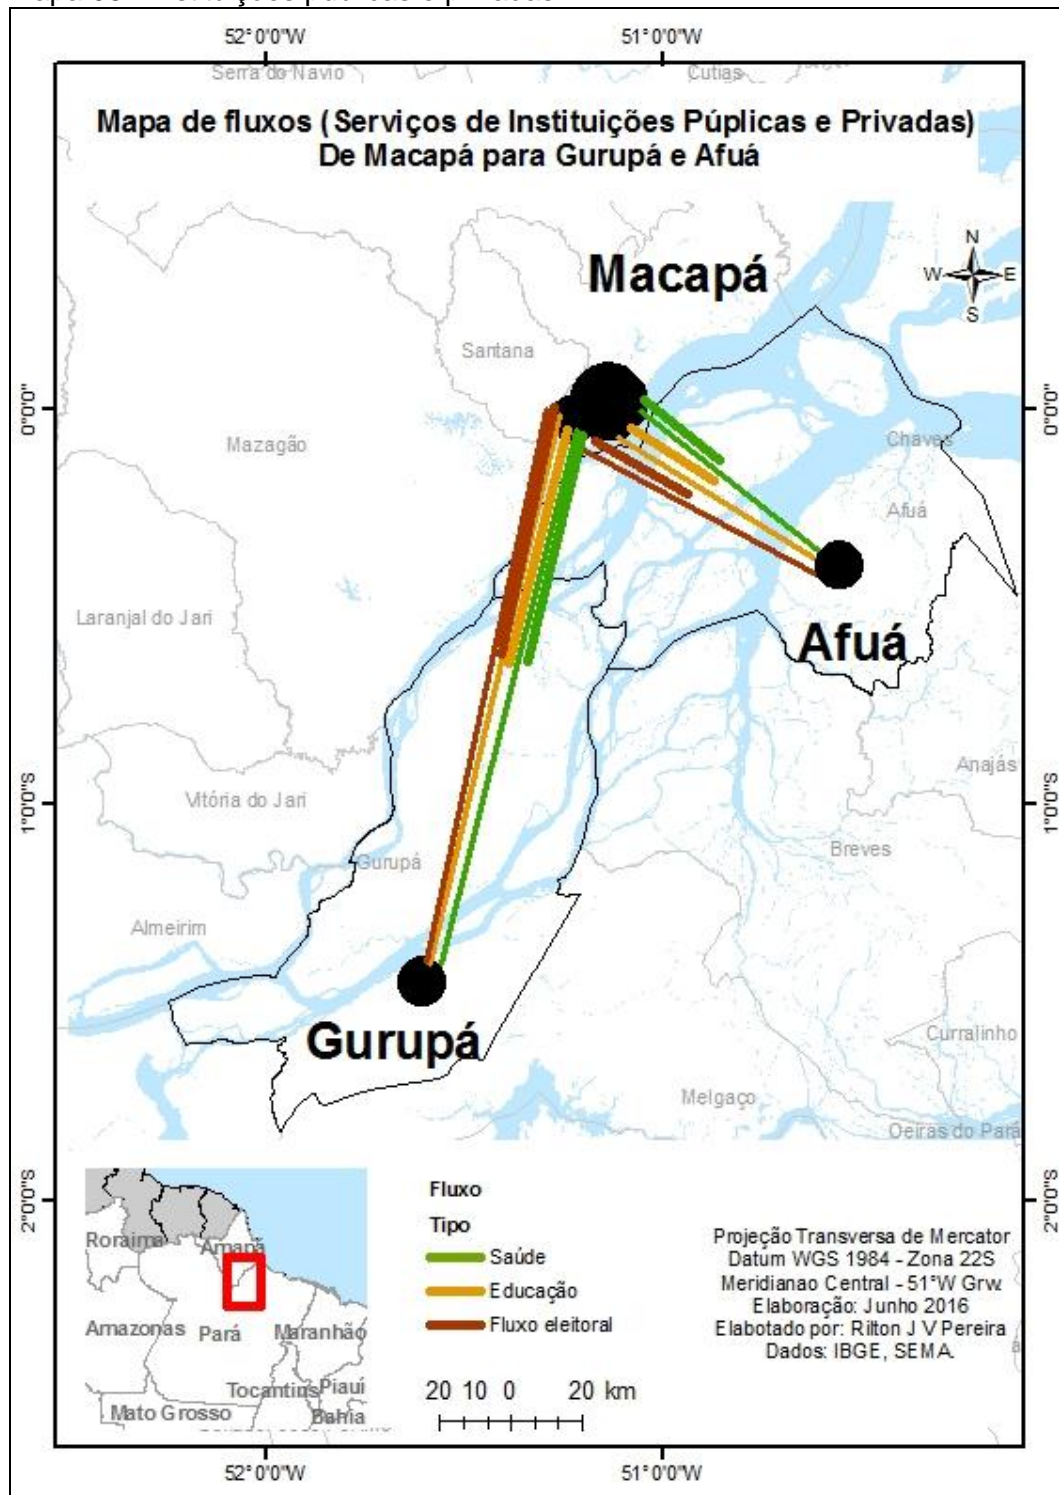 52°0'0"W
51°0'0"W
Serra do Navio
Cutias
Mapa de fluxos (Serviços de Instituições Púplicas e Privadas)
De Macapá para Gurupá e Afuá
Macapá
N
W
E
S
Santana
0°0'0"
0°0'0"
Chaves
Mazagão
Afuá
Laranjal do Jari
Afuá
Anajás
1°0'0"S
1°0'0"S
Vitória do Jari
Breves
Gurupá
Almeirim
Gurupá
Curralinho
Melgaço
Oeiras do Pará
2°0'0"S
2°0'0"S
Fluxo
Tipo
Saúde
Educação
Fluxo eleitoral
20 10 0 20 km
Roraima
Amapá
Amazonas
Pará
Maranhão
Tocantins
Piauí
Mato Grosso
Bahia
Projeção Transversa de Mercator
Datum WGS 1984 - Zona 22S
Meridianao Central - 51°W Grw.
Elaboração: Junho 2016
Elabotado por: Rilton J V Pereira
Dados: IBGE, SEMA.
52°0'0"W
51°0'0"W